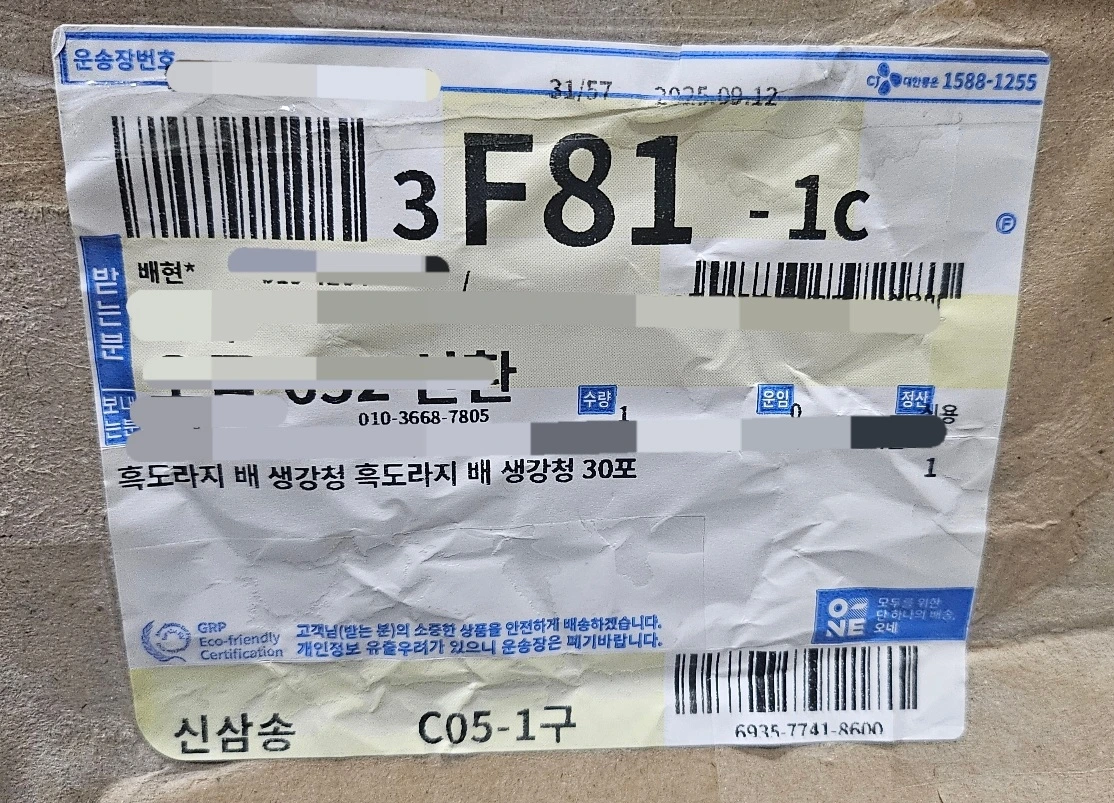 운송장번호
31/57 2025.09.12
CJ 대한통운 1588-1255
3 F81 - 1c
F
받는분
배현*
/
010-3668-7805
수량 1
운임 0
정산 신용
흑도라지 배 생강청 흑도라지 배 생강청 30포 1
GRP
Eco-friendly
Certification
고객님(받는 분)의 소중한 상품을 안전하게 배송하겠습니다.
개인정보 유출우려가 있으니 운송장은 폐기바랍니다.
O-NE
모두를 위한
단 하나의 배송,
오네
신삼송 C05-1구
6935-7741-8600